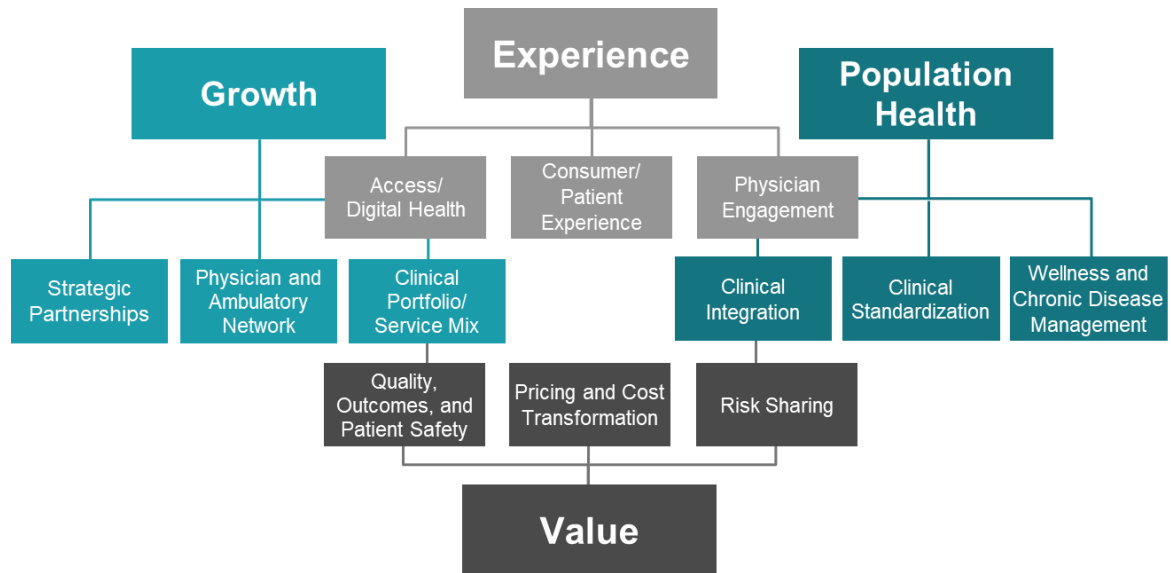 Experience
Growth
Population
Health
Access/
Digital Health
Consumer/
Patient
Experience
Physician
Engagement
Strategic
Partnerships
Physician and
Ambulatory
Network
Clinical
Portfolio/
Service Mix
Clinical
Integration
Clinical
Standardization
Wellness and
Chronic Disease
Management
Quality,
Outcomes, and
Patient Safety
Pricing and Cost
Transformation
Risk Sharing
Value